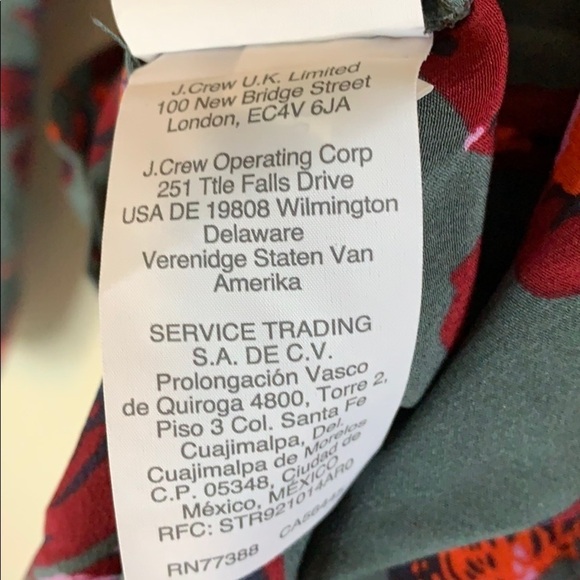 J.Crew U.K. Limited
100 New Bridge Street
London, EC4V 6JA
J.Crew Operating Corp
251 Ttle Falls Drive
USA DE 19808 Wilmington
Delaware
Verenidge Staten Van
Amerika
SERVICE TRADING
S.A. DE C.V.
Prolongación Vasco
de Quiroga 4800, Torre 2,
Piso 3 Col. Santa Fe
Cuajimalpa, Del.
Cuajimalpa de Morelos
C.P. 05348, Ciudad de
México, MÉXICO
RFC: STR921014AR0
RN77388